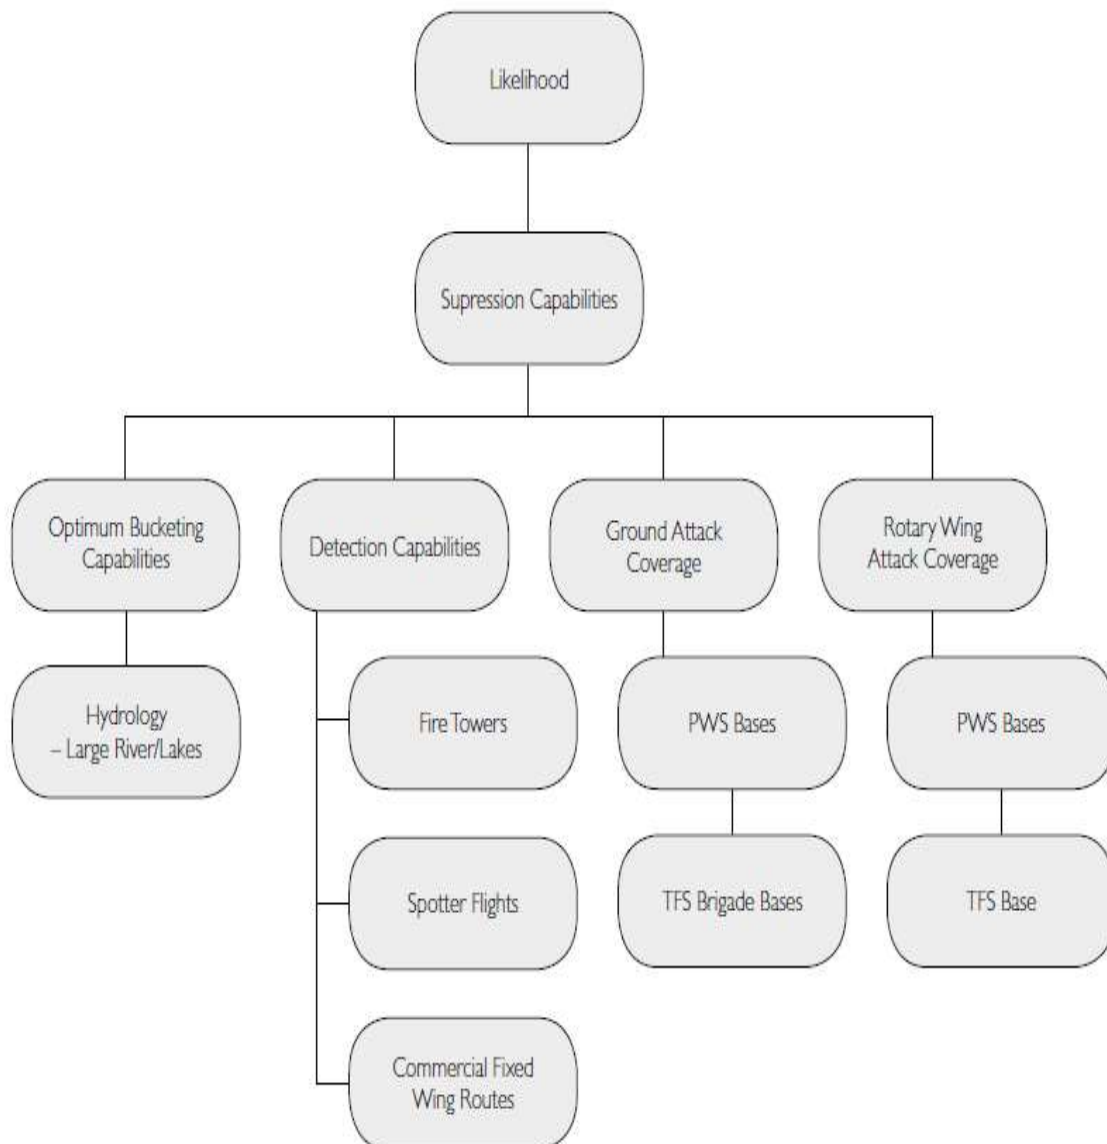 Likelihood
Supression Capabilities
Optimum Bucketing
Capabilities
Detection Capabilities
Ground Attack
Coverage
Rotary Wing
Attack Coverage
Hydrology
– Large River/Lakes
Fire Towers
PWS Bases
PWS Bases
Spotter Flights
TFS Brigade Bases
TFS Base
Commercial Fixed
Wing Routes